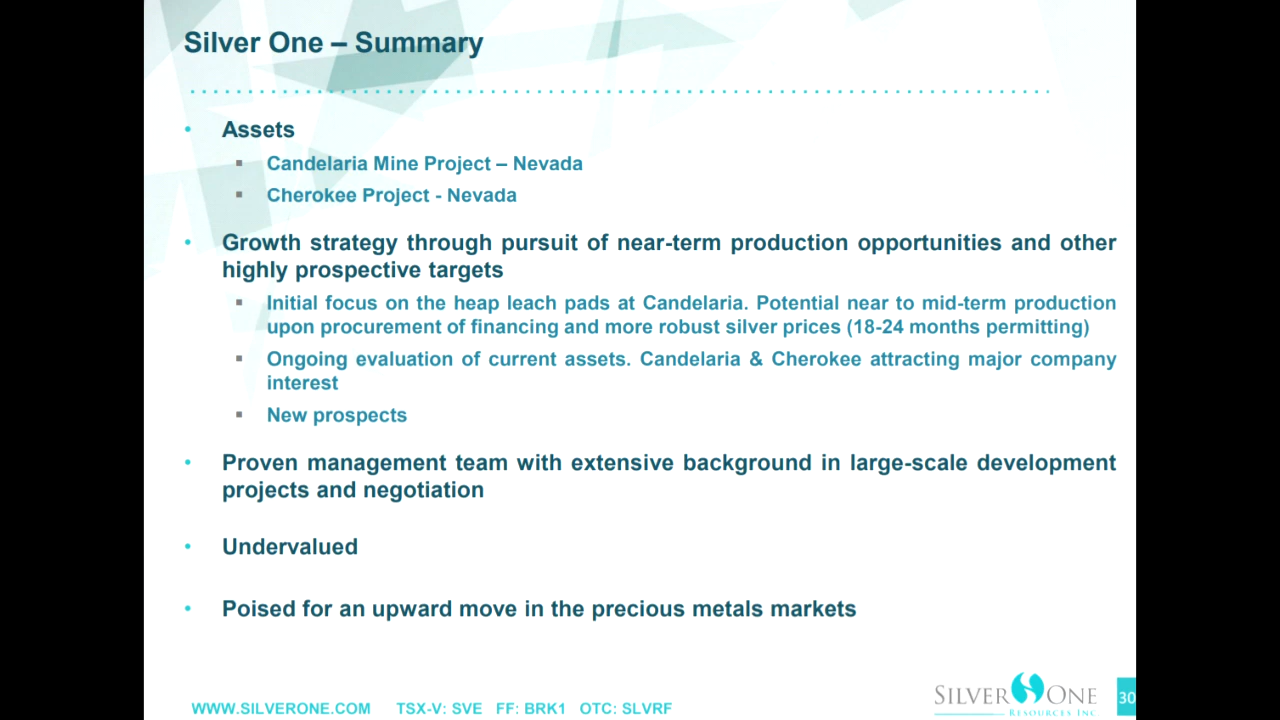 Silver One – Summary
• Assets
▪ Candelaria Mine Project – Nevada
▪ Cherokee Project - Nevada
• Growth strategy through pursuit of near-term production opportunities and other
highly prospective targets
▪ Initial focus on the heap leach pads at Candelaria. Potential near to mid-term production
upon procurement of financing and more robust silver prices (18-24 months permitting)
▪ Ongoing evaluation of current assets. Candelaria & Cherokee attracting major company
interest
▪ New prospects
• Proven management team with extensive background in large-scale development
projects and negotiation
• Undervalued
• Poised for an upward move in the precious metals markets
WWW.SILVERONE.COM TSX-V: SVE FF: BRK1 OTC: SLVRF
SILVER ONE
RESOURCES INC
30